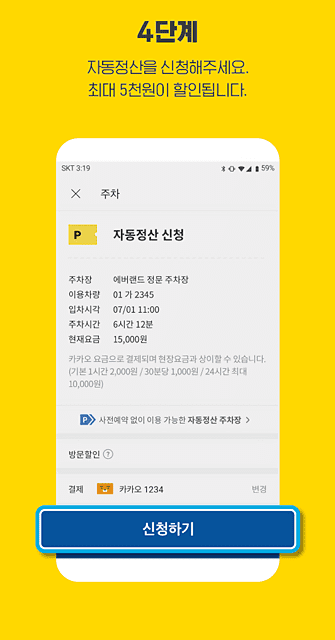 4단계
자동정산을 신청해주세요.
최대 5천원이 할인됩니다.
SKT 3:19 59%
주차
P 자동정산 신청
주차장 에버랜드 정문 주차장
이용차량 01 가 2345
입차시각 07/01 11:00
주차시간 6시간 12분
현재요금 15,000원
카카오 요금으로 결제되며 현장요금과 상이할 수 있습니다.
(기본 1시간 2,000원 / 30분당 1,000원 / 24시간 최대
10,000원)
P 사전예약 없이 이용 가능한 자동정산 주차장 >
방문할인 ?
결제 카카오 1234 변경
신청하기